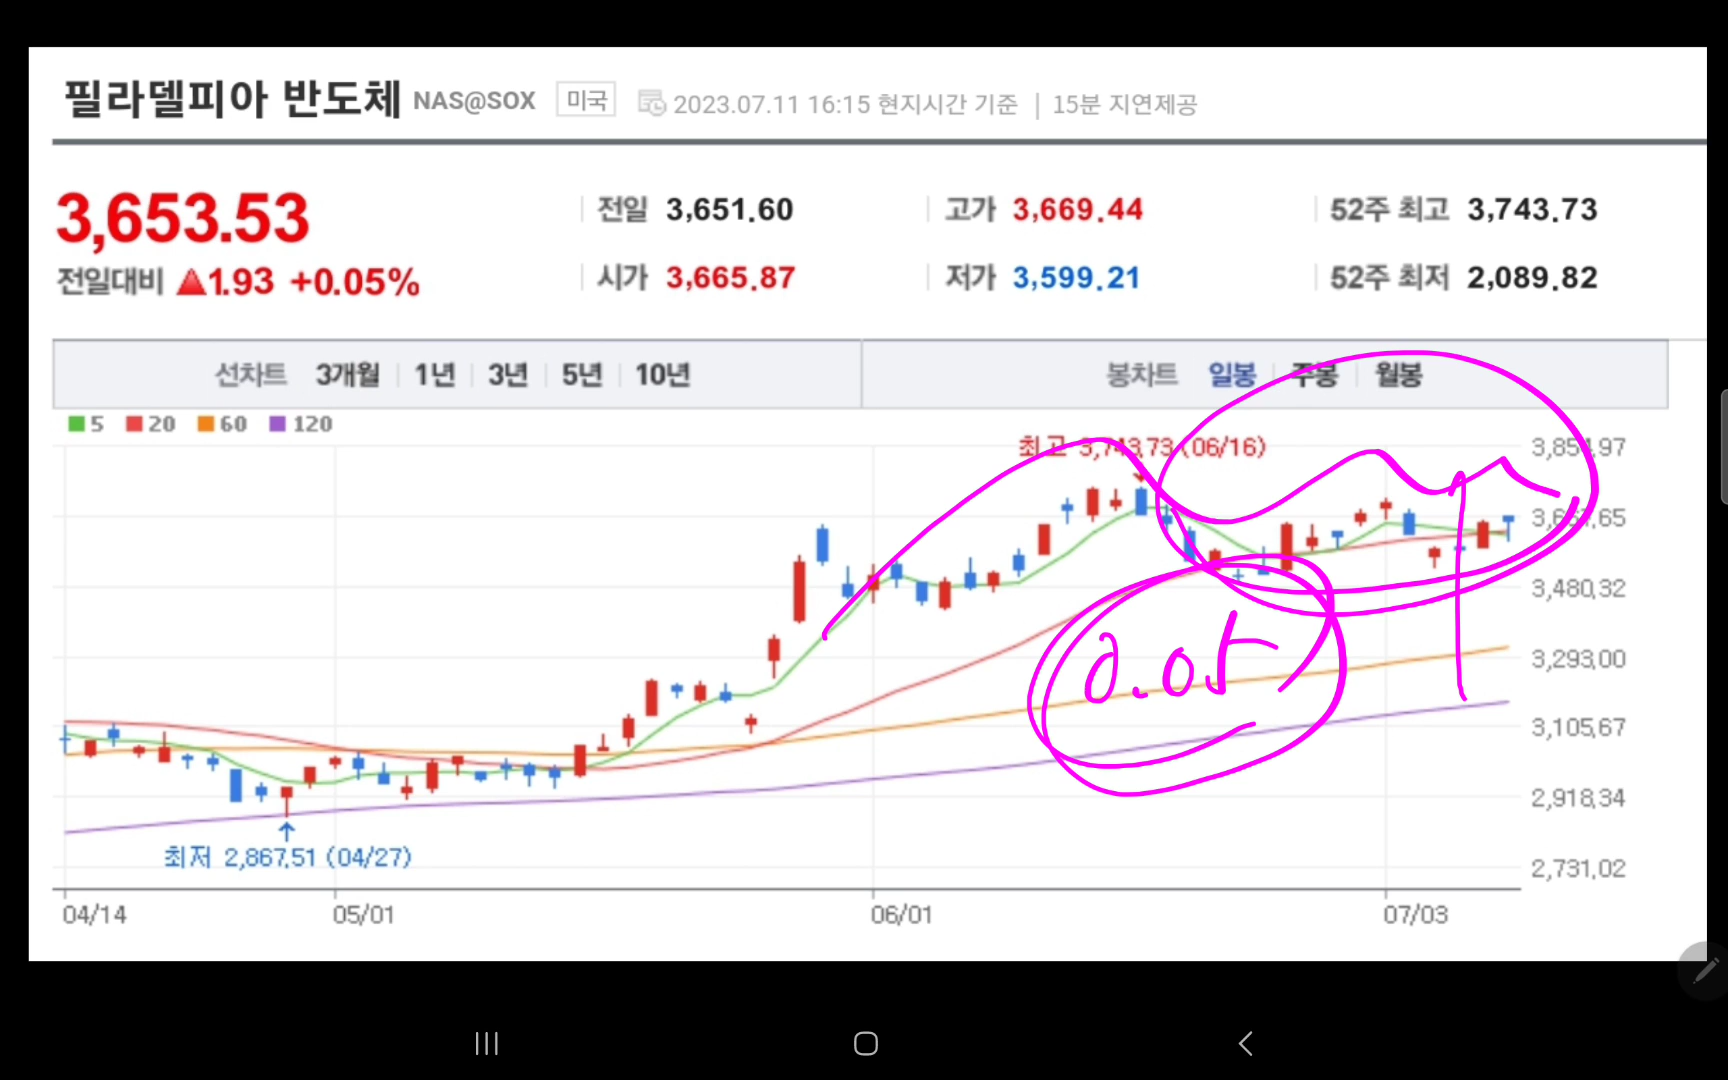 필라델피아 반도체 NAS@SOX 미국 2023.07.11 16:15 현지시간 기준 | 15분 지연제공
3,653.53
전일대비 ▲1.93 +0.05%
전일 3,651.60 고가 3,669.44 52주 최고 3,743.73
시가 3,665.87 저가 3,599.21 52주 최저 2,089.82
선차트 3개월 1년 3년 5년 10년 봉차트 일봉 주봉 월봉
5 20 60 120
최고 3,743.73 (06/16)
3,854.97
3,667.65
3,480.32
3,293.00
3,105.67
2,918.34
2,731.02
0.05
최저 2,867.51 (04/27)
04/14 05/01 06/01 07/03